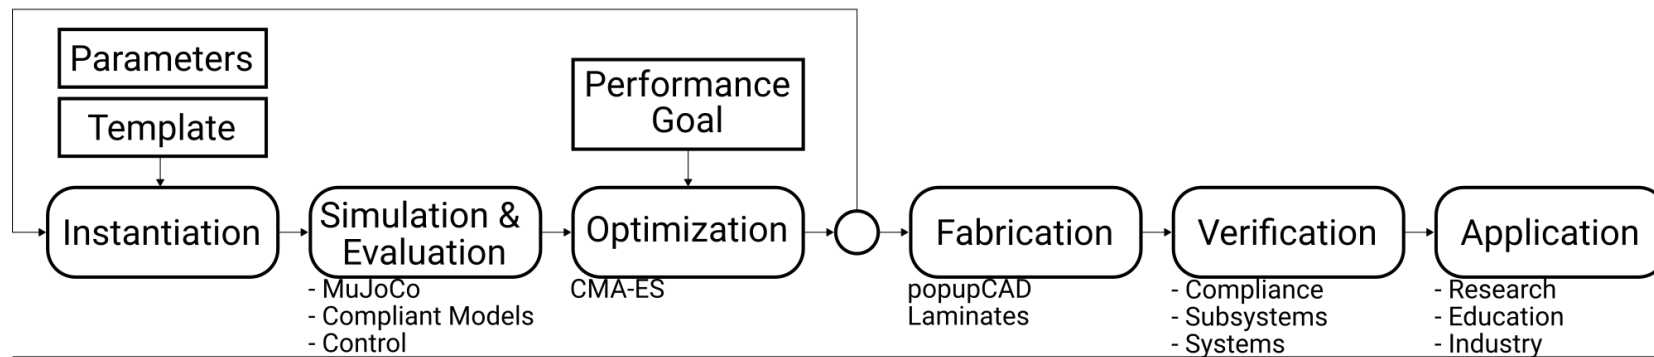 Parameters
Template
Performance
Goal
Instantiation
Simulation &
Evaluation
Optimization
Fabrication
Verification
Application
- MuJoCo
- Compliant Models
- Control
CMA-ES
popupCAD
Laminates
- Compliance
- Subsystems
- Systems
- Research
- Education
- Industry